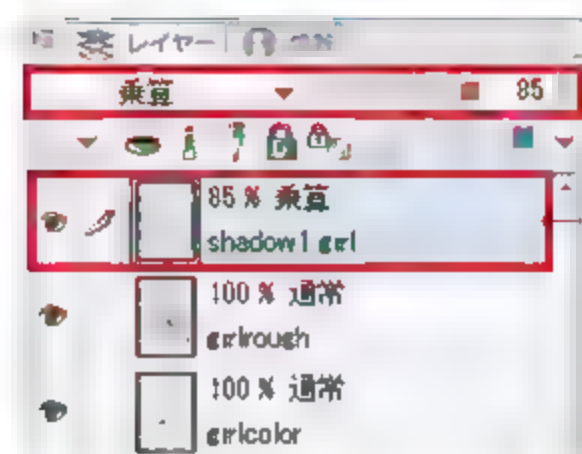 レイヤー
乗算 85
85 % 乗算
shadow1 girl
100 % 通常
girlrough
100 % 通常
girlcolor